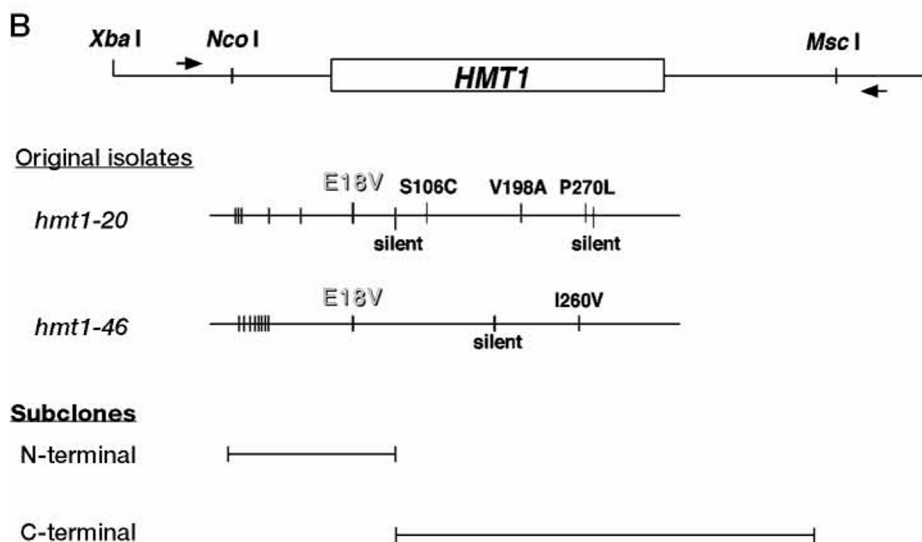 B
Xba I
Nco I
Msc I
HMT1
Original isolates
E18V
S106C
V198A
P270L
hmt1-20
silent
silent
E18V
I260V
hmt1-46
silent
Subclones
N-terminal
C-terminal